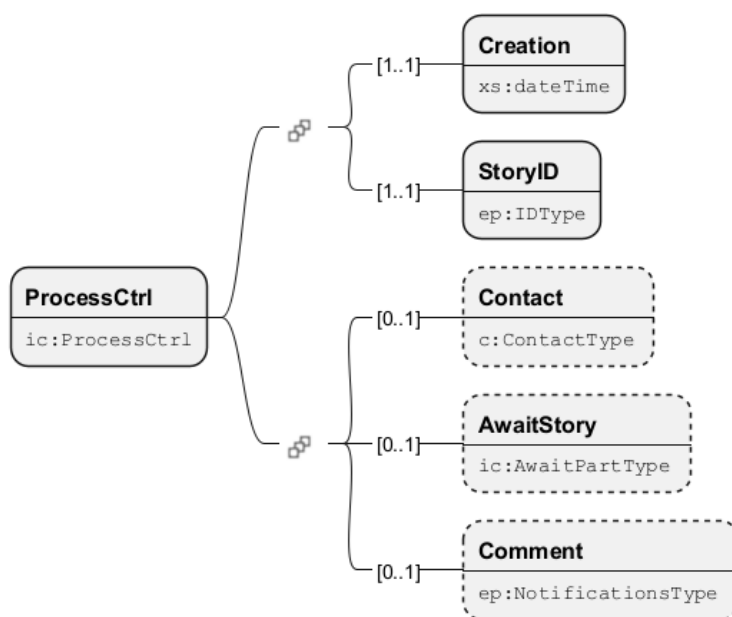 Creation
[1..1]
xs:dateTime
StoryID
[1..1]
ep:IDType
ProcessCtrl
ic:ProcessCtrl
Contact
[0..1]
c:ContactType
AwaitStory
[0..1]
ic:AwaitPartType
Comment
[0..1]
ep:NotificationsType